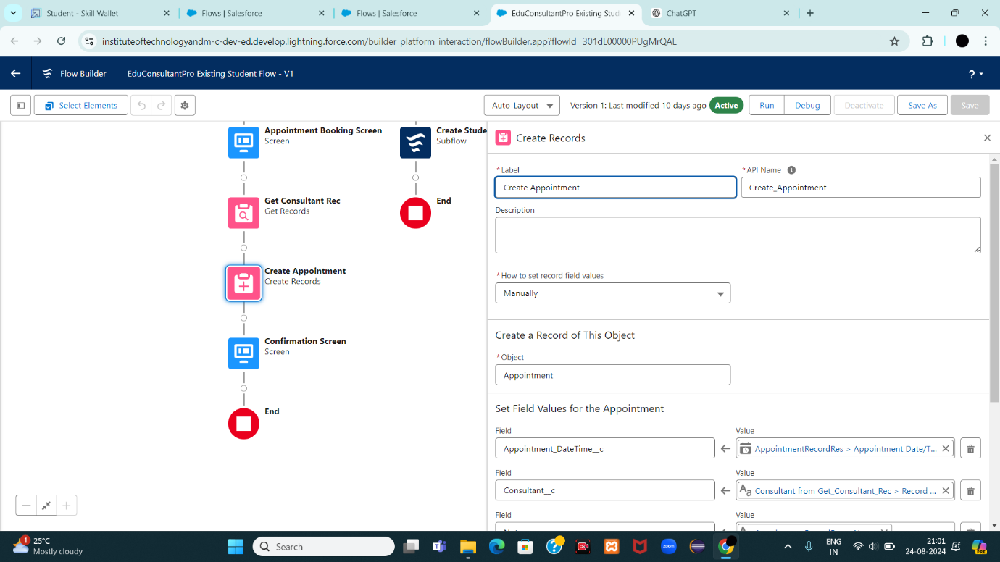 Student - Skill Wallet
Flows | Salesforce
Flows | Salesforce
EduConsultantPro Existing Stud
ChatGPT
instituteoftechnologyandm-c-dev-ed.develop.lightning.force.com/builder_platform_interaction/flowBuilder.app?flowId=301dL00000PUgMrQAL
Flow Builder
EduConsultantPro Existing Student Flow - V1
?
Select Elements
Auto-Layout
Version 1: Last modified 10 days ago
Active
Run
Debug
Deactivate
Save As
Save
Appointment Booking Screen
Screen
Create Stude
Subflow
Get Consultant Rec
Get Records
End
Create Appointment
Create Records
Confirmation Screen
Screen
End
Create Records
* Label
* API Name
Create Appointment
Create_Appointment
Description
* How to set record field values
Manually
Create a Record of This Object
* Object
Appointment
Set Field Values for the Appointment
Field
Value
Appointment_DateTime__c
AppointmentRecordRes > Appointment Date/T...
Field
Value
Consultant__c
Aa Consultant from Get_Consultant_Rec > Record ...
Field
Value
1
25°C
Mostly cloudy
Search
zoom
ENG
IN
21:01
24-08-2024
PRE